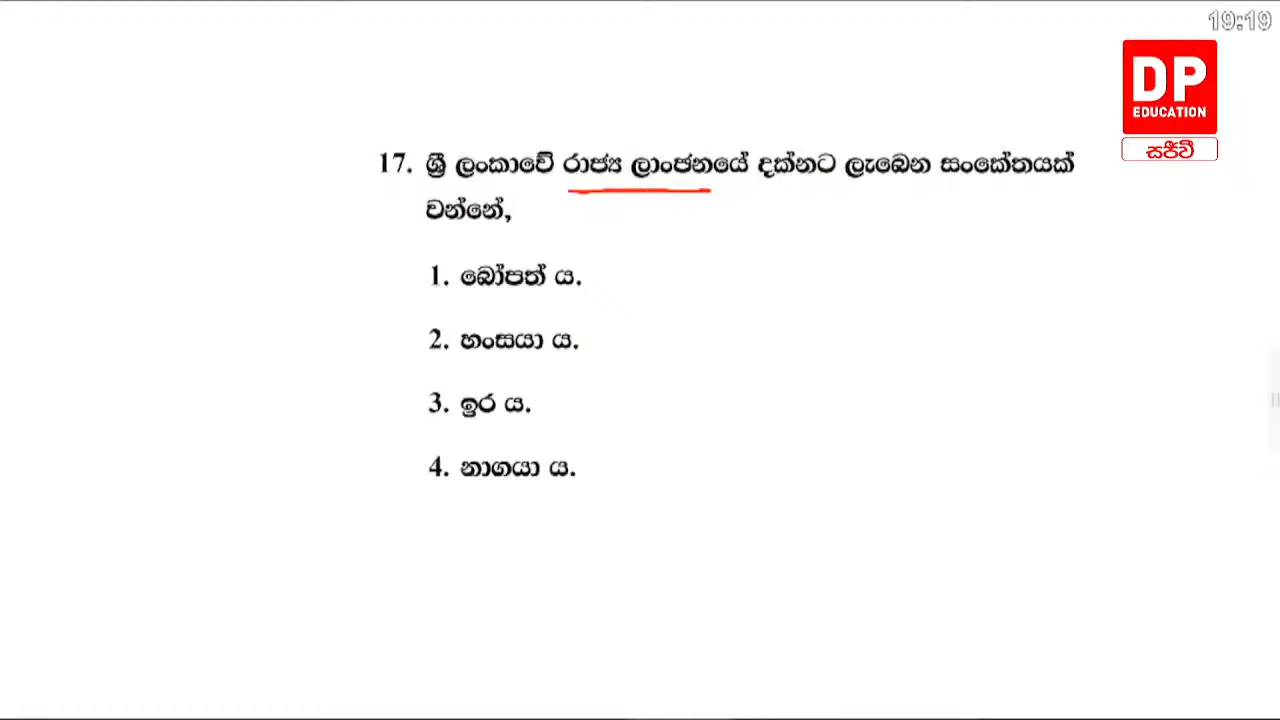 19:19
DP
EDUCATION
සජීවී
17. ශ්‍රී ලංකාවේ රාජ්‍ය ලාංඡනයේ දක්නට ලැබෙන සංකේතයක්
වන්නේ,
1. බෝපත් ය.
2. හංසයා ය.
3. ඉර ය.
4. නාගයා ය.